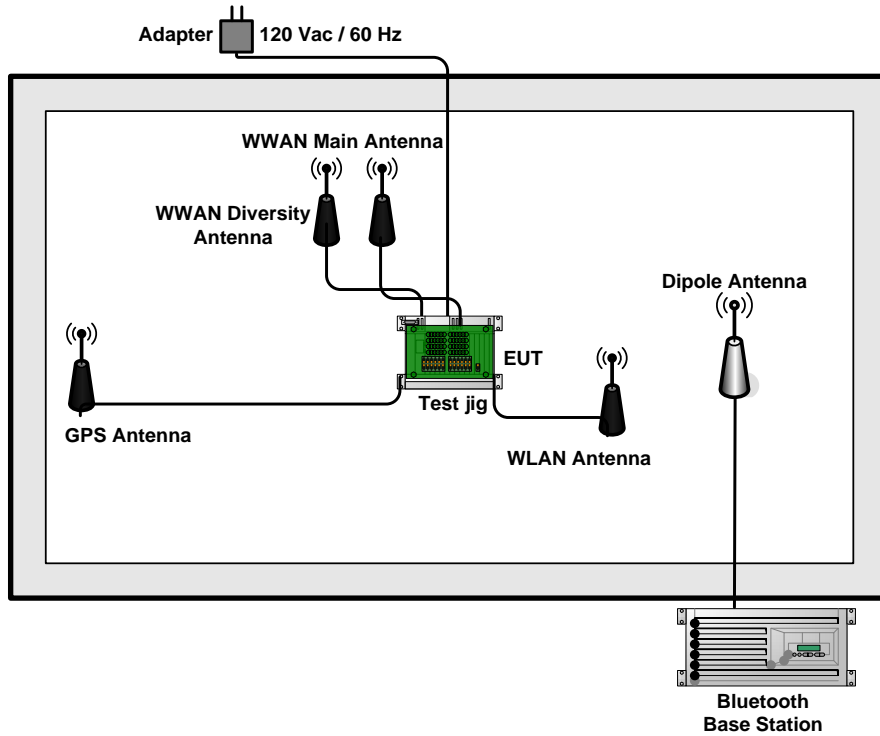 Adapter
120 Vac / 60 Hz
WWAN Main Antenna
WWAN Diversity
Antenna
Dipole Antenna
EUT
Test jig
GPS Antenna
WLAN Antenna
Bluetooth
Base Station